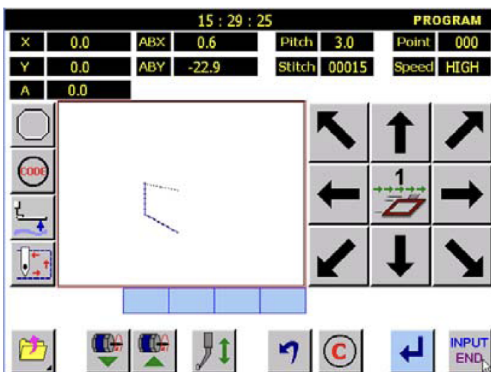 15 : 29 : 25 PROGRAM
X 0.0 ABX 0.6 Pitch 3.0 Point 000
Y 0.0 ABY -22.9 Stitch 00015 Speed HIGH
A 0.0
CODE
1
C
INPUT
END